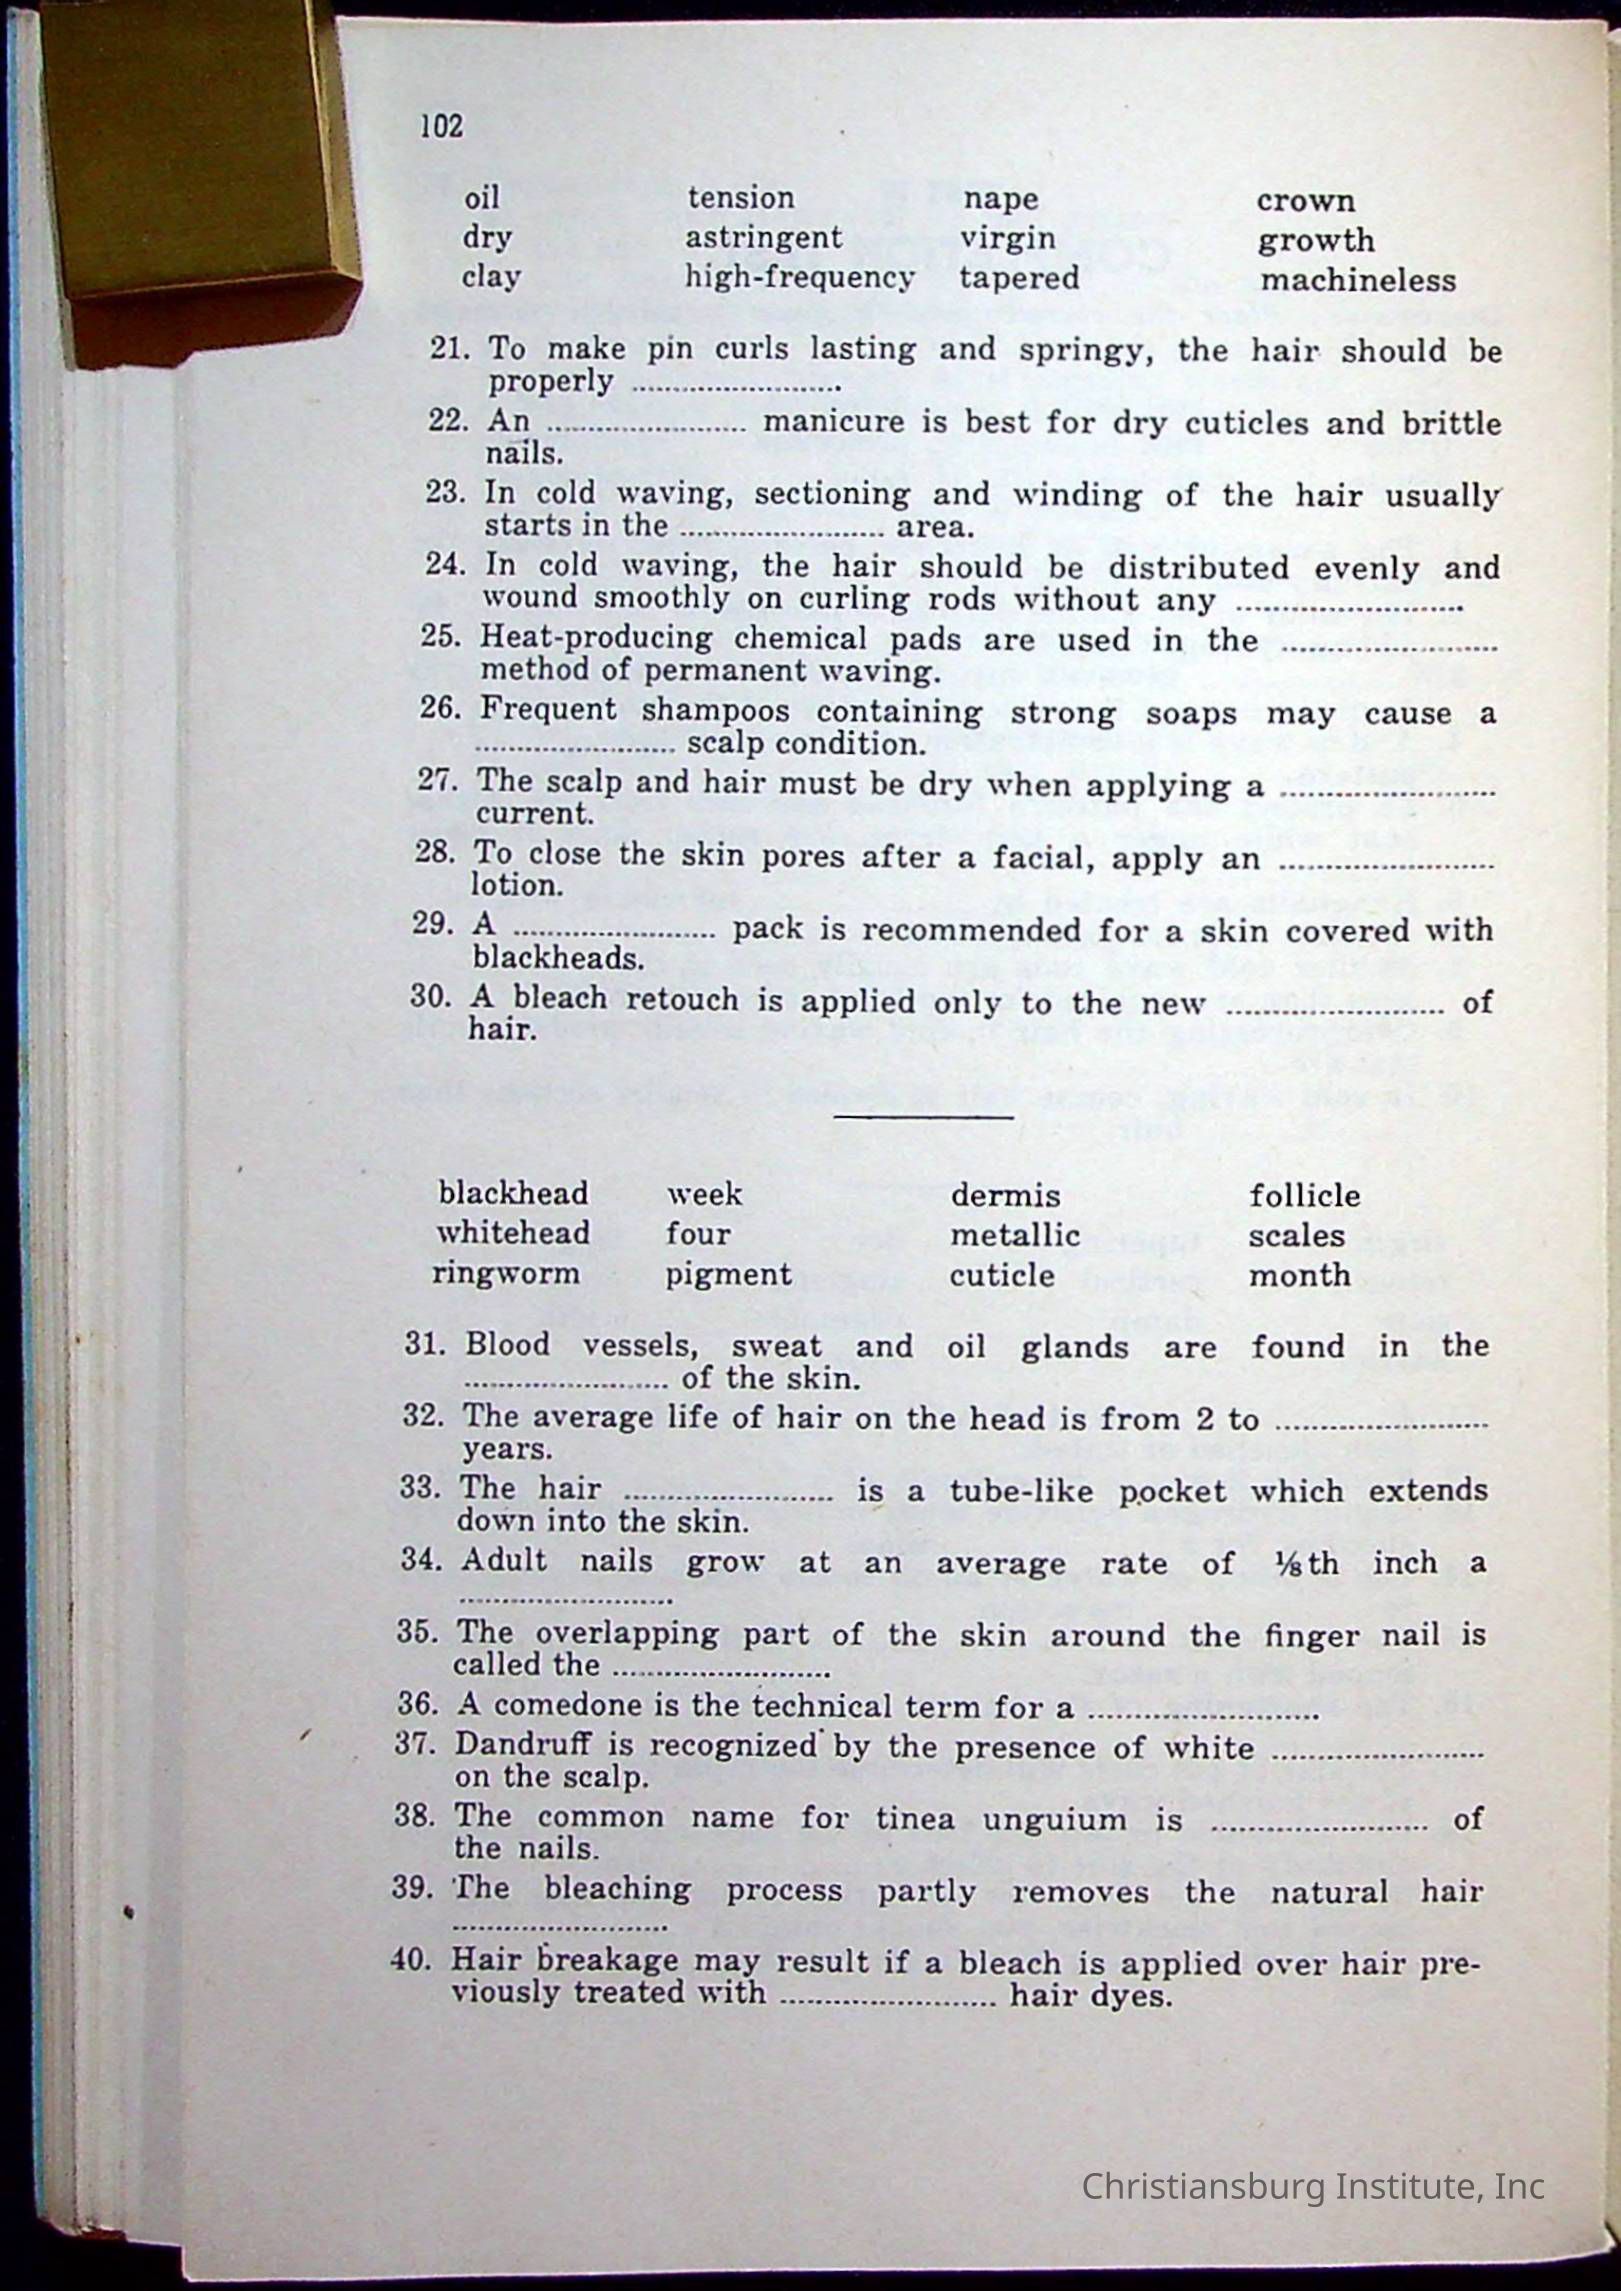 102
oil tension nape crown
dry astringent virgin growth
clay high-frequency tapered machineless
21. To make pin curls lasting and springy, the hair should be
properly .........................
22. An ........................ manicure is best for dry cuticles and brittle
nails.
23. In cold waving, sectioning and winding of the hair usually
starts in the ......................... area.
24. In cold waving, the hair should be distributed evenly and
wound smoothly on curling rods without any .........................
25. Heat-producing chemical pads are used in the .........................
method of permanent waving.
26. Frequent shampoos containing strong soaps may cause a
........................ scalp condition.
27. The scalp and hair must be dry when applying a .........................
current.
28. To close the skin pores after a facial, apply an .........................
lotion.
29. A ........................ pack is recommended for a skin covered with
blackheads.
30. A bleach retouch is applied only to the new ......................... of
hair.
blackhead week dermis follicle
whitehead four metallic scales
ringworm pigment cuticle month
31. Blood vessels, sweat and oil glands are found in the
........................ of the skin.
32. The average life of hair on the head is from 2 to .........................
years.
33. The hair ......................... is a tube-like pocket which extends
down into the skin.
34. Adult nails grow at an average rate of ⅛th inch a
.........................
35. The overlapping part of the skin around the finger nail is
called the .........................
36. A comedone is the technical term for a .........................
37. Dandruff is recognized by the presence of white .........................
on the scalp.
38. The common name for tinea unguium is ......................... of
the nails.
39. The bleaching process partly removes the natural hair
.........................
40. Hair breakage may result if a bleach is applied over hair pre-
viously treated with ......................... hair dyes.
Christiansburg Institute, Inc